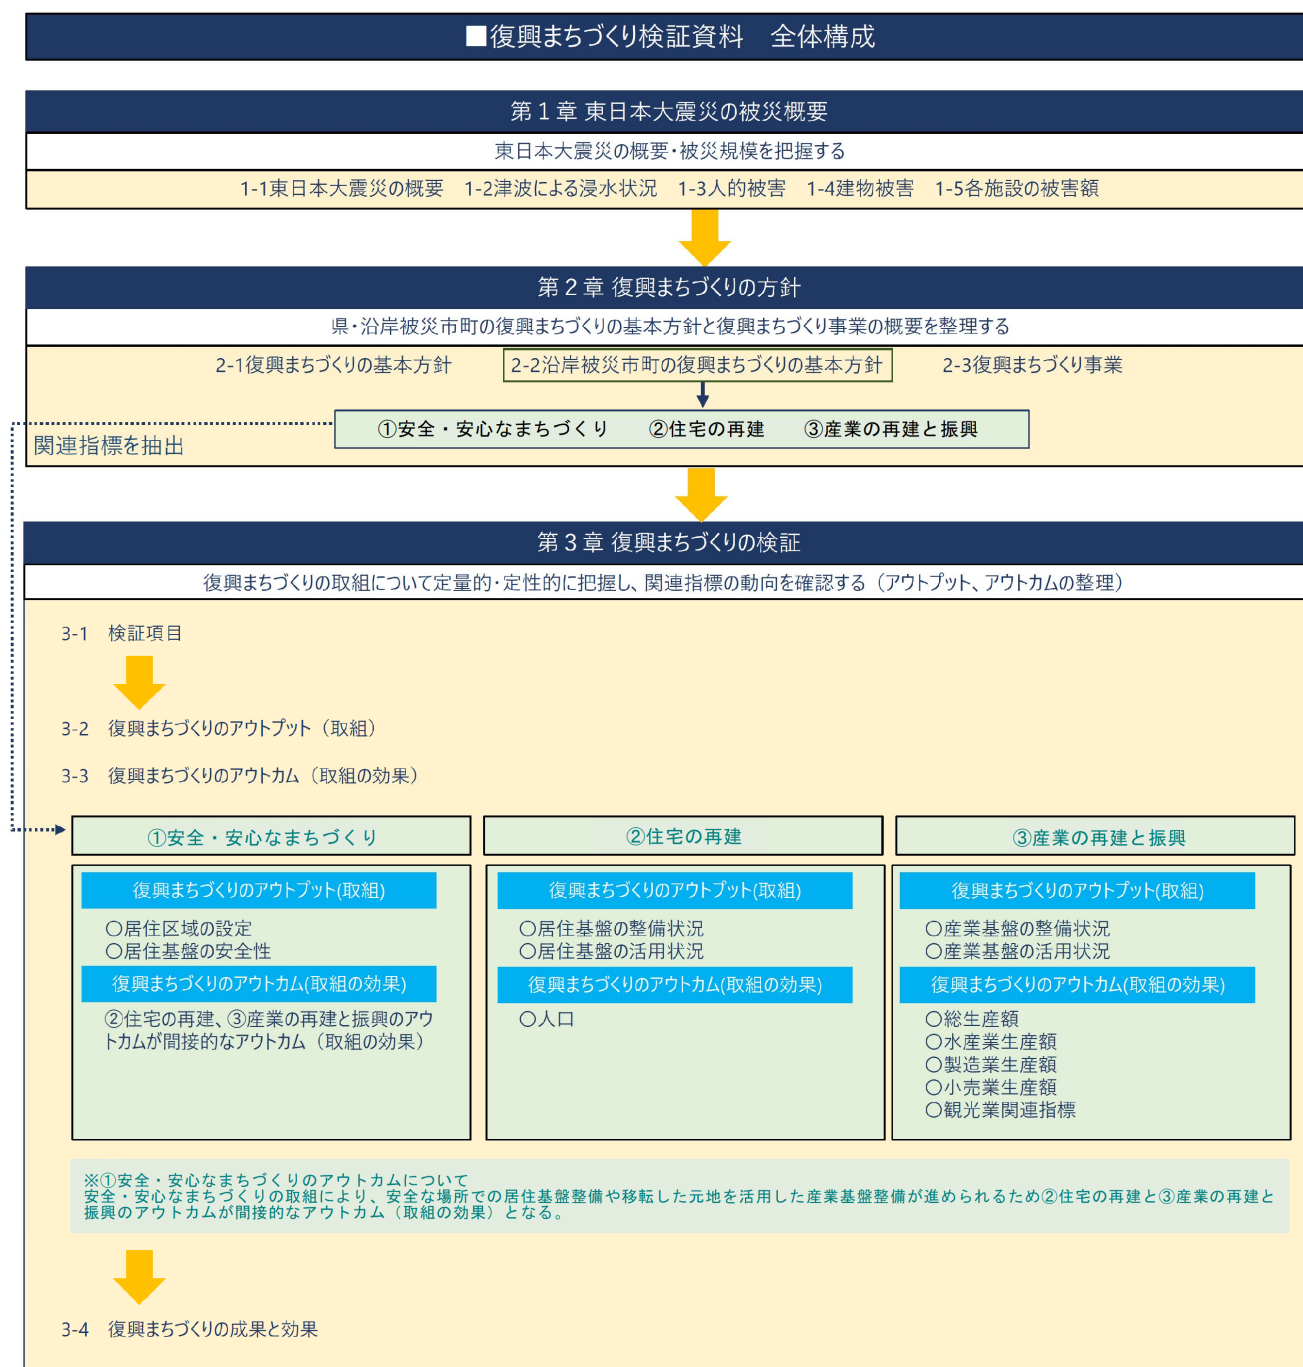 ■復興まちづくり検証資料　全体構成
第１章 東日本大震災の被災概要
東日本大震災の概要・被災規模を把握する
1-1東日本大震災の概要　1-2津波による浸水状況　1-3人的被害　1-4建物被害　1-5各施設の被害額
第２章 復興まちづくりの方針
県・沿岸被災市町の復興まちづくりの基本方針と復興まちづくり事業の概要を整理する
2-1復興まちづくりの基本方針　2-2沿岸被災市町の復興まちづくりの基本方針　2-3復興まちづくり事業
①安全・安心なまちづくり　②住宅の再建　③産業の再建と振興
関連指標を抽出
第３章 復興まちづくりの検証
復興まちづくりの取組について定量的・定性的に把握し、関連指標の動向を確認する（アウトプット、アウトカムの整理）
3-1　検証項目
3-2　復興まちづくりのアウトプット（取組）
3-3　復興まちづくりのアウトカム（取組の効果）
①安全・安心なまちづくり
復興まちづくりのアウトプット(取組)
〇居住区域の設定
〇居住基盤の安全性
復興まちづくりのアウトカム(取組の効果)
②住宅の再建、③産業の再建と振興のアウ
トカムが間接的なアウトカム（取組の効果）
②住宅の再建
復興まちづくりのアウトプット(取組)
〇居住基盤の整備状況
〇居住基盤の活用状況
復興まちづくりのアウトカム(取組の効果)
〇人口
③産業の再建と振興
復興まちづくりのアウトプット(取組)
〇産業基盤の整備状況
〇産業基盤の活用状況
復興まちづくりのアウトカム(取組の効果)
〇総生産額
〇水産業生産額
〇製造業生産額
〇小売業生産額
〇観光業関連指標
※①安全・安心なまちづくりのアウトカムについて
安全・安心なまちづくりの取組により、安全な場所での居住基盤整備や移転した元地を活用した産業基盤整備が進められるため②住宅の再建と③産業の再建と
振興のアウトカムが間接的なアウトカム（取組の効果）となる。
3-4　復興まちづくりの成果と効果